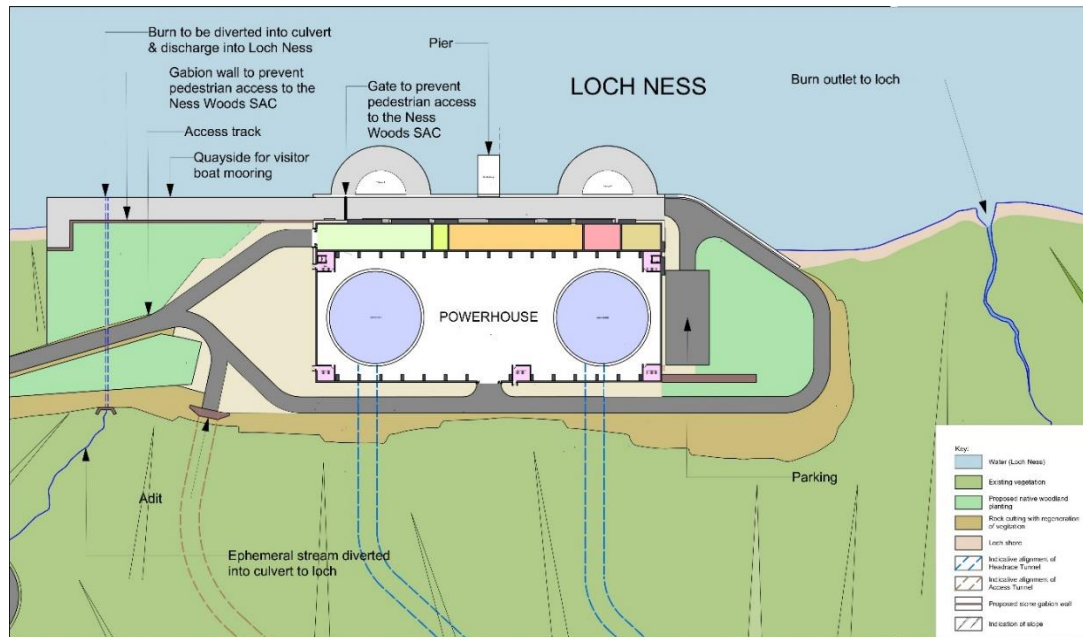 Burn to be diverted into culvert
& discharge into Loch Ness
Gabion wall to prevent
pedestrian access to the
Ness Woods SAC
Access track
Quayside for visitor
boat mooring
Pier
Gate to prevent
pedestrian access
to the Ness
Woods SAC
LOCH NESS
Burn outlet to loch
POWERHOUSE
Parking
Adit
Ephemeral stream diverted
into culvert to loch
Key:
Water (Loch Ness)
Existing vegetation
Proposed native woodland
planting
Rock cutting with regeneration
of vegitation
Loch shore
Indicative alignment of
Headrace Tunnel
Indicative alignment of
Access Tunnel
Proposed stone gabion wall
Indication of slope